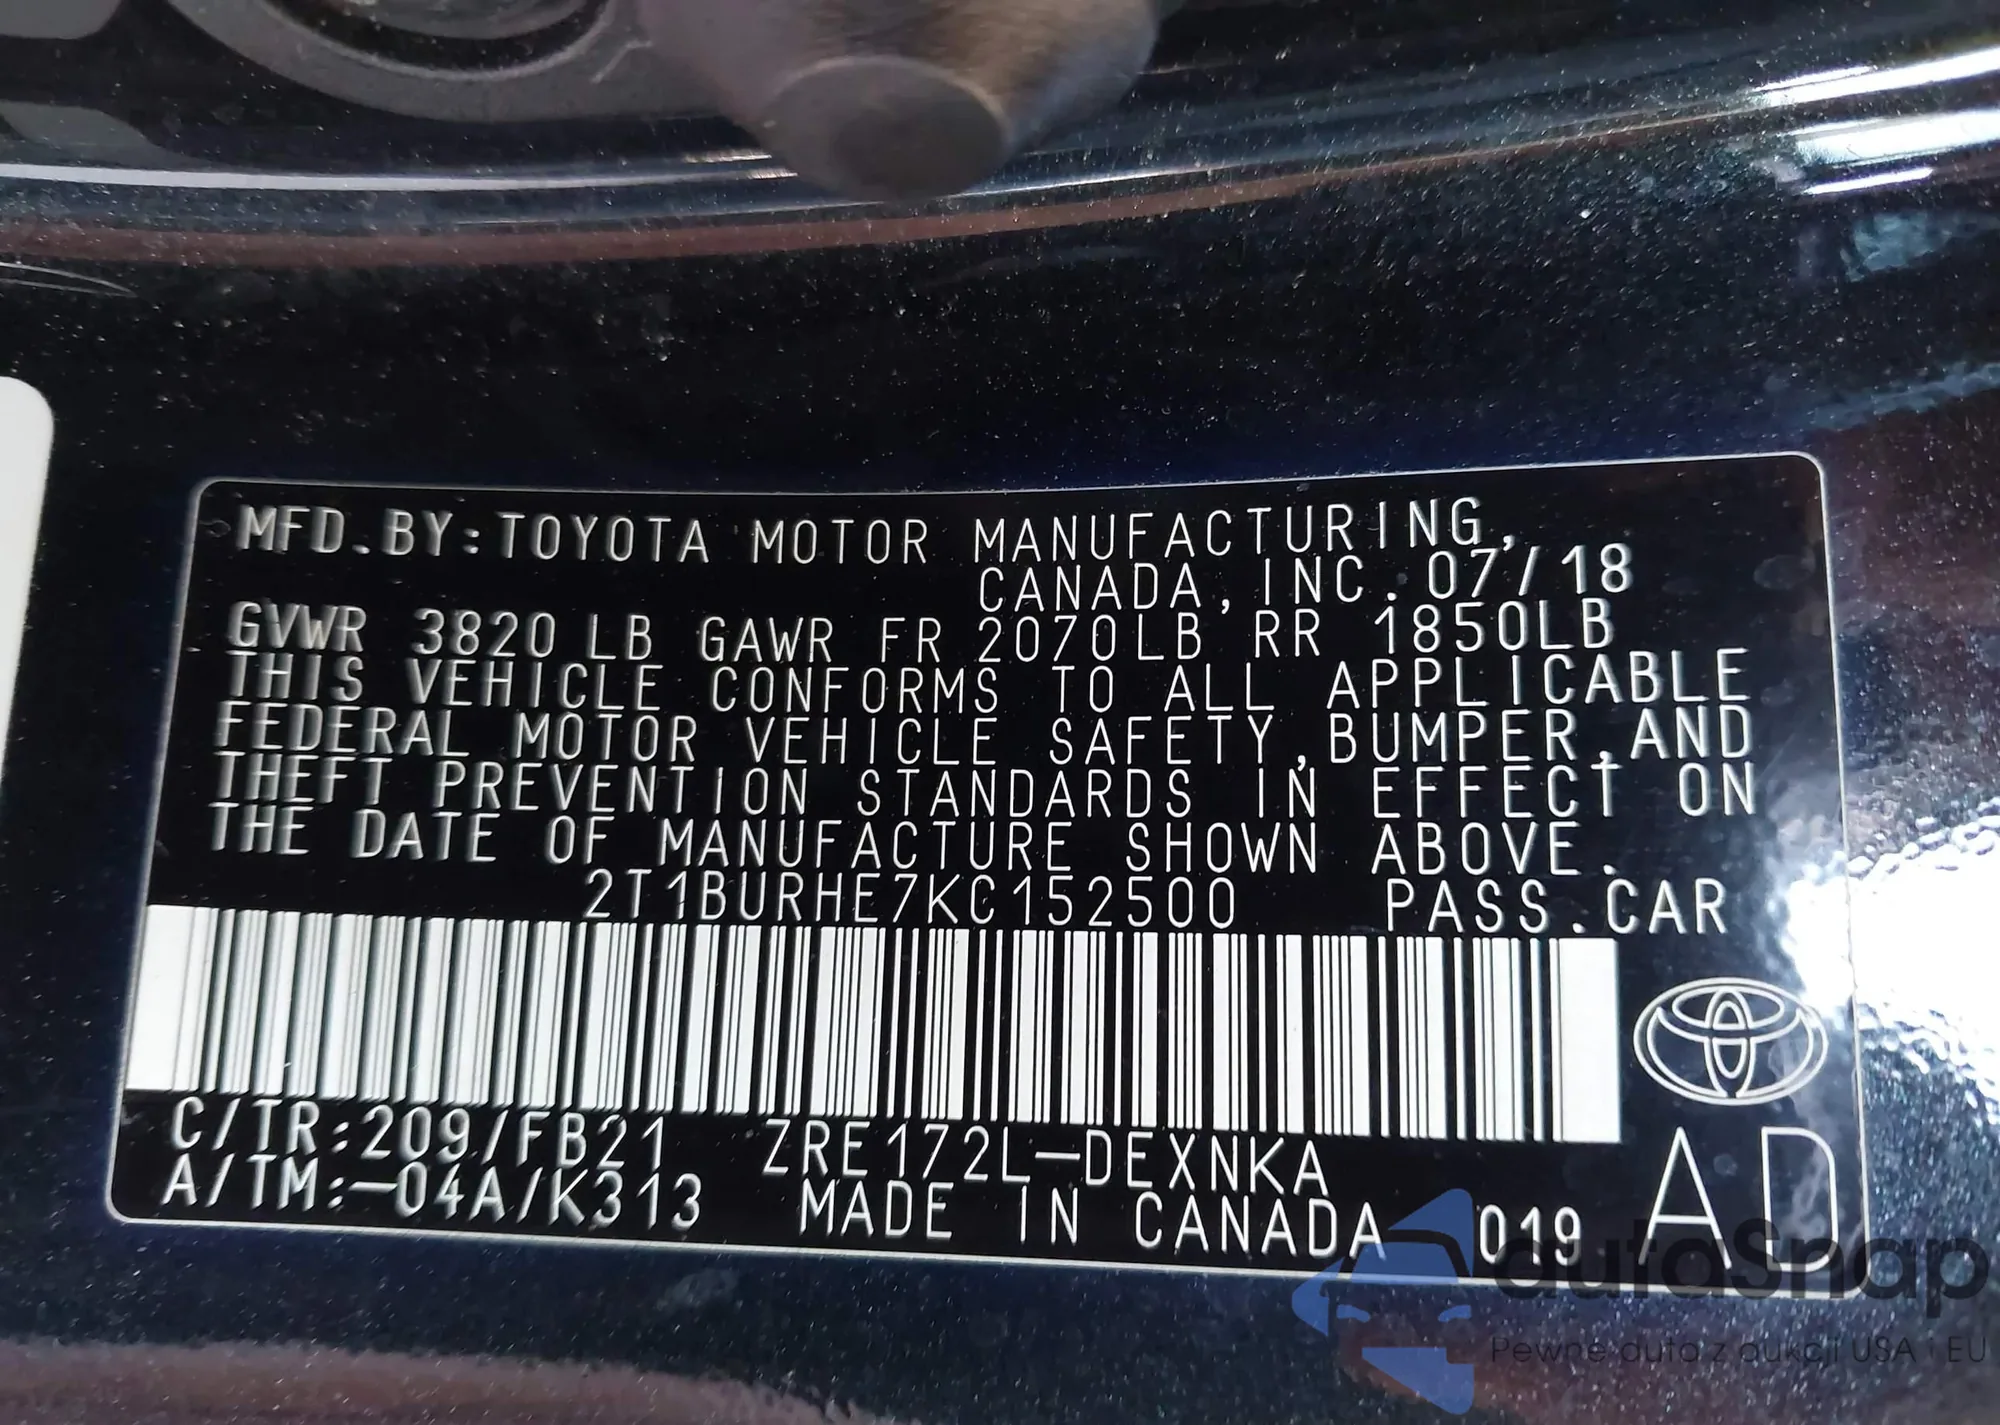 MFD.BY:TOYOTA MOTOR MANUFACTURING,
CANADA,INC.07/18
GVWR 3820LB GAWR FR 2070LB RR 1850LB
THIS VEHICLE CONFORMS TO ALL APPLICABLE
FEDERAL MOTOR VEHICLE SAFETY,BUMPER,AND
THEFT PREVENTION STANDARDS IN EFFECT ON
THE DATE OF MANUFACTURE SHOWN ABOVE.
2T1BURHE7KC152500 PASS.CAR
C/TR:209/FB21 ZRE172L-DEXNKA
A/TM:-04A/K313 MADE IN CANADA 019 AD
autaSnap
Pewne auta z aukcji USA i EU